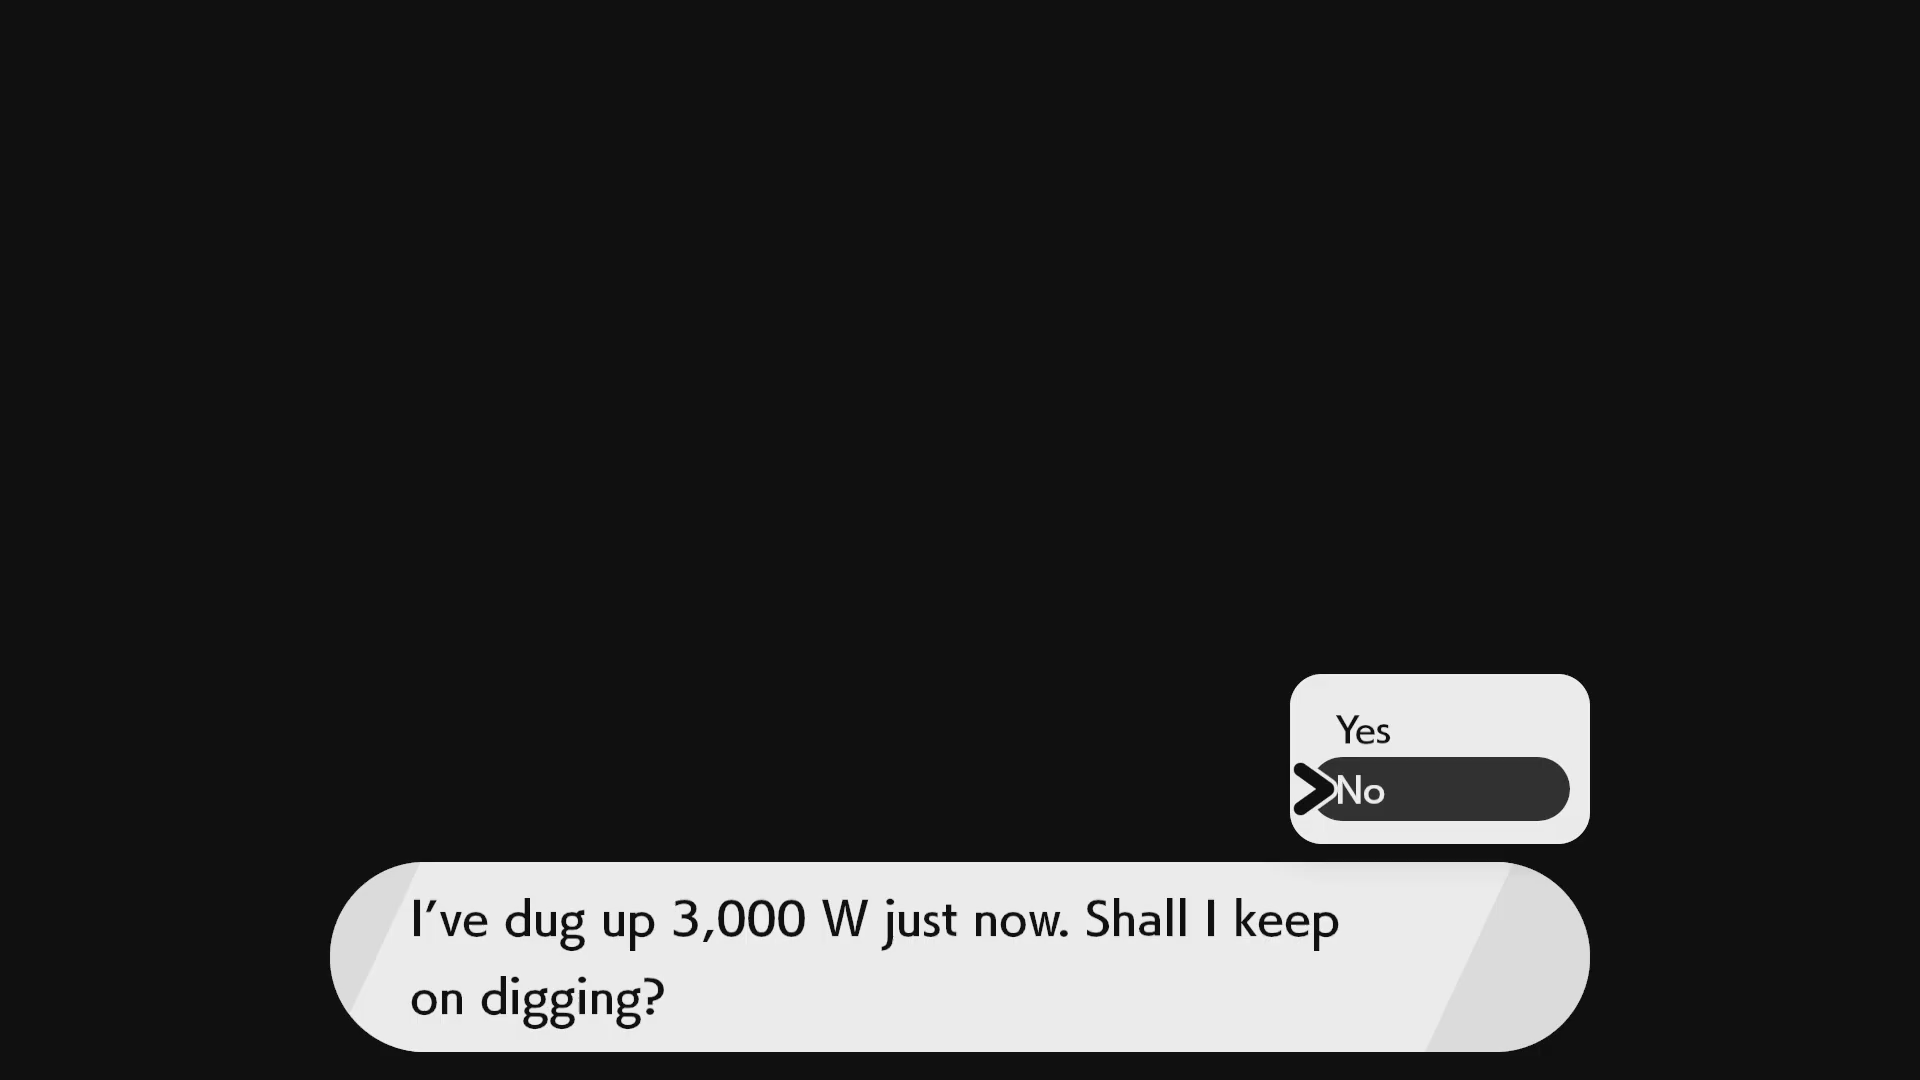 Yes
No
I've dug up 3,000 W just now. Shall I keep
on digging?